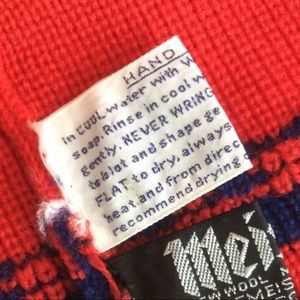 HAND
in COOL water with
soap. Rinse in cool
gently. NEVER WRING
to blot and shape
FLAT to dry, always
heat and from direc
recommend drying
Mei
WOOL